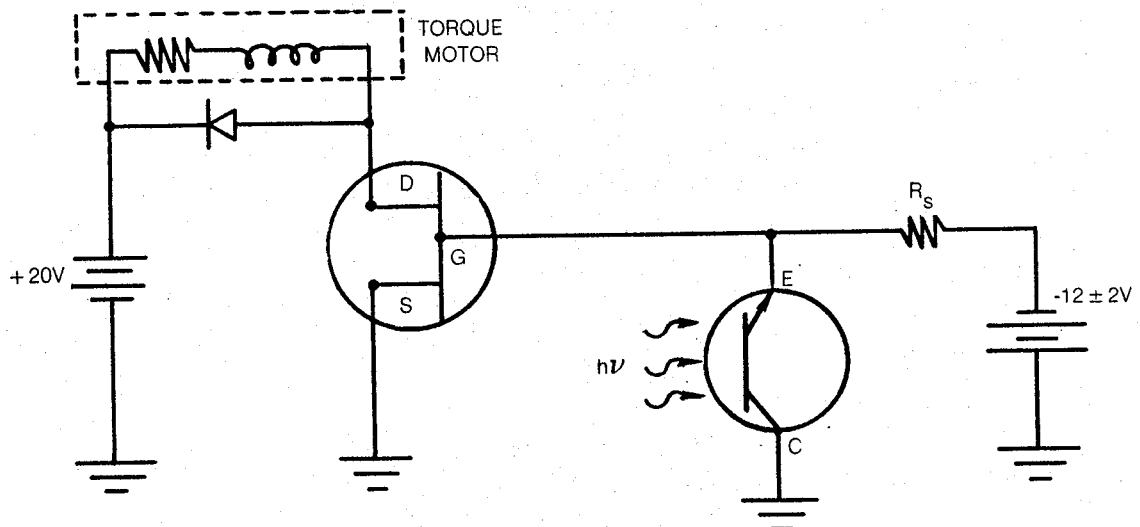 TORQUE
MOTOR
D
G
S
+20V
R_s
E
-12 ± 2V
hν
C